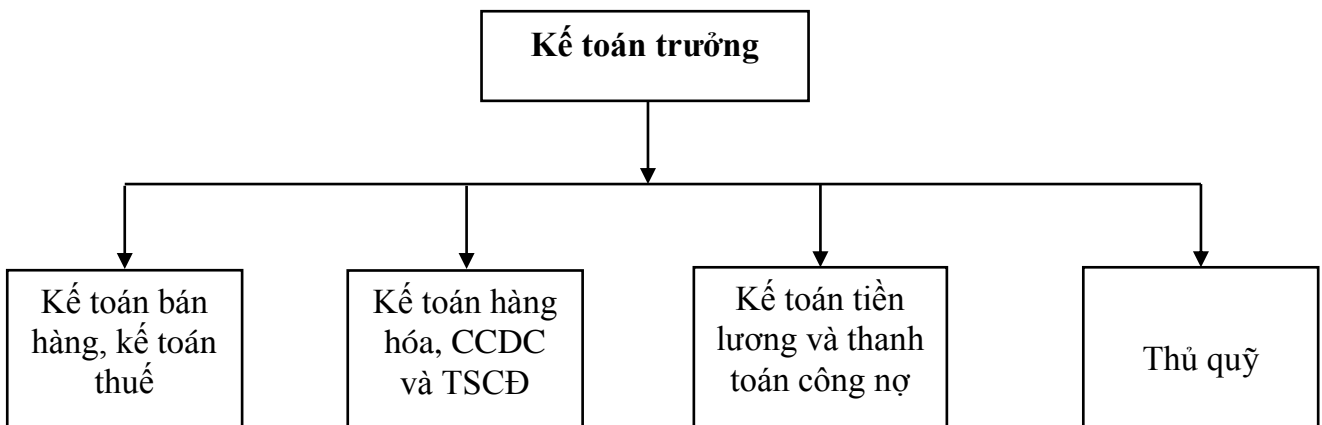 Kế toán trưởng
Kế toán bán
hàng, kế toán
thuế
Kế toán hàng
hóa, CCDC
và TSCĐ
Kế toán tiền
lương và thanh
toán công nợ
Thủ quỹ